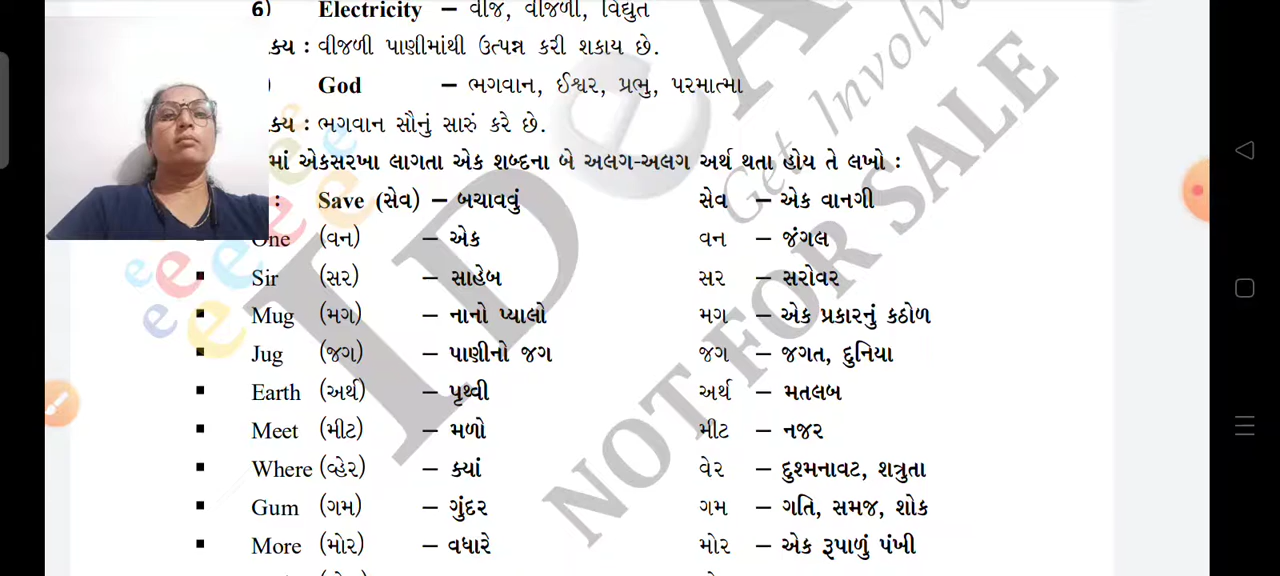 6) Electricity – વીજ, વીજળી, વિદ્યુત
ક્ય : વીજળી પાણીમાંથી ઉત્પન્ન કરી શકાય છે.
) God – ભગવાન, ઈશ્વર, પ્રભુ, પરમાત્મા
ક્ય : ભગવાન સૌનું સારું કરે છે.
માં એકસરખા લાગતા એક શબ્દના બે અલગ-અલગ અર્થ થતા હોય તે લખો :
: Save (સેવ) – બચાવવું સેવ – એક વાનગી
One (વન) – એક વન – જંગલ
▪ Sir (સર) – સાહેબ સર – સરોવર
▪ Mug (મગ) – નાનો પ્યાલો મગ – એક પ્રકારનું કઠોળ
▪ Jug (જગ) – પાણીનો જગ જગ – જગત, દુનિયા
▪ Earth (અર્થ) – પૃથ્વી અર્થ – મતલબ
▪ Meet (મીટ) – મળો મીટ – નજર
▪ Where (વ્હેર) – ક્યાં વેર – દુશ્મનાવટ, શત્રુતા
▪ Gum (ગમ) – ગુંદર ગમ – ગતિ, સમજ, શોક
▪ More (મોર) – વધારે મોર – એક રૂપાળું પંખી
IDeA
Get Involv
NOT FOR SALE